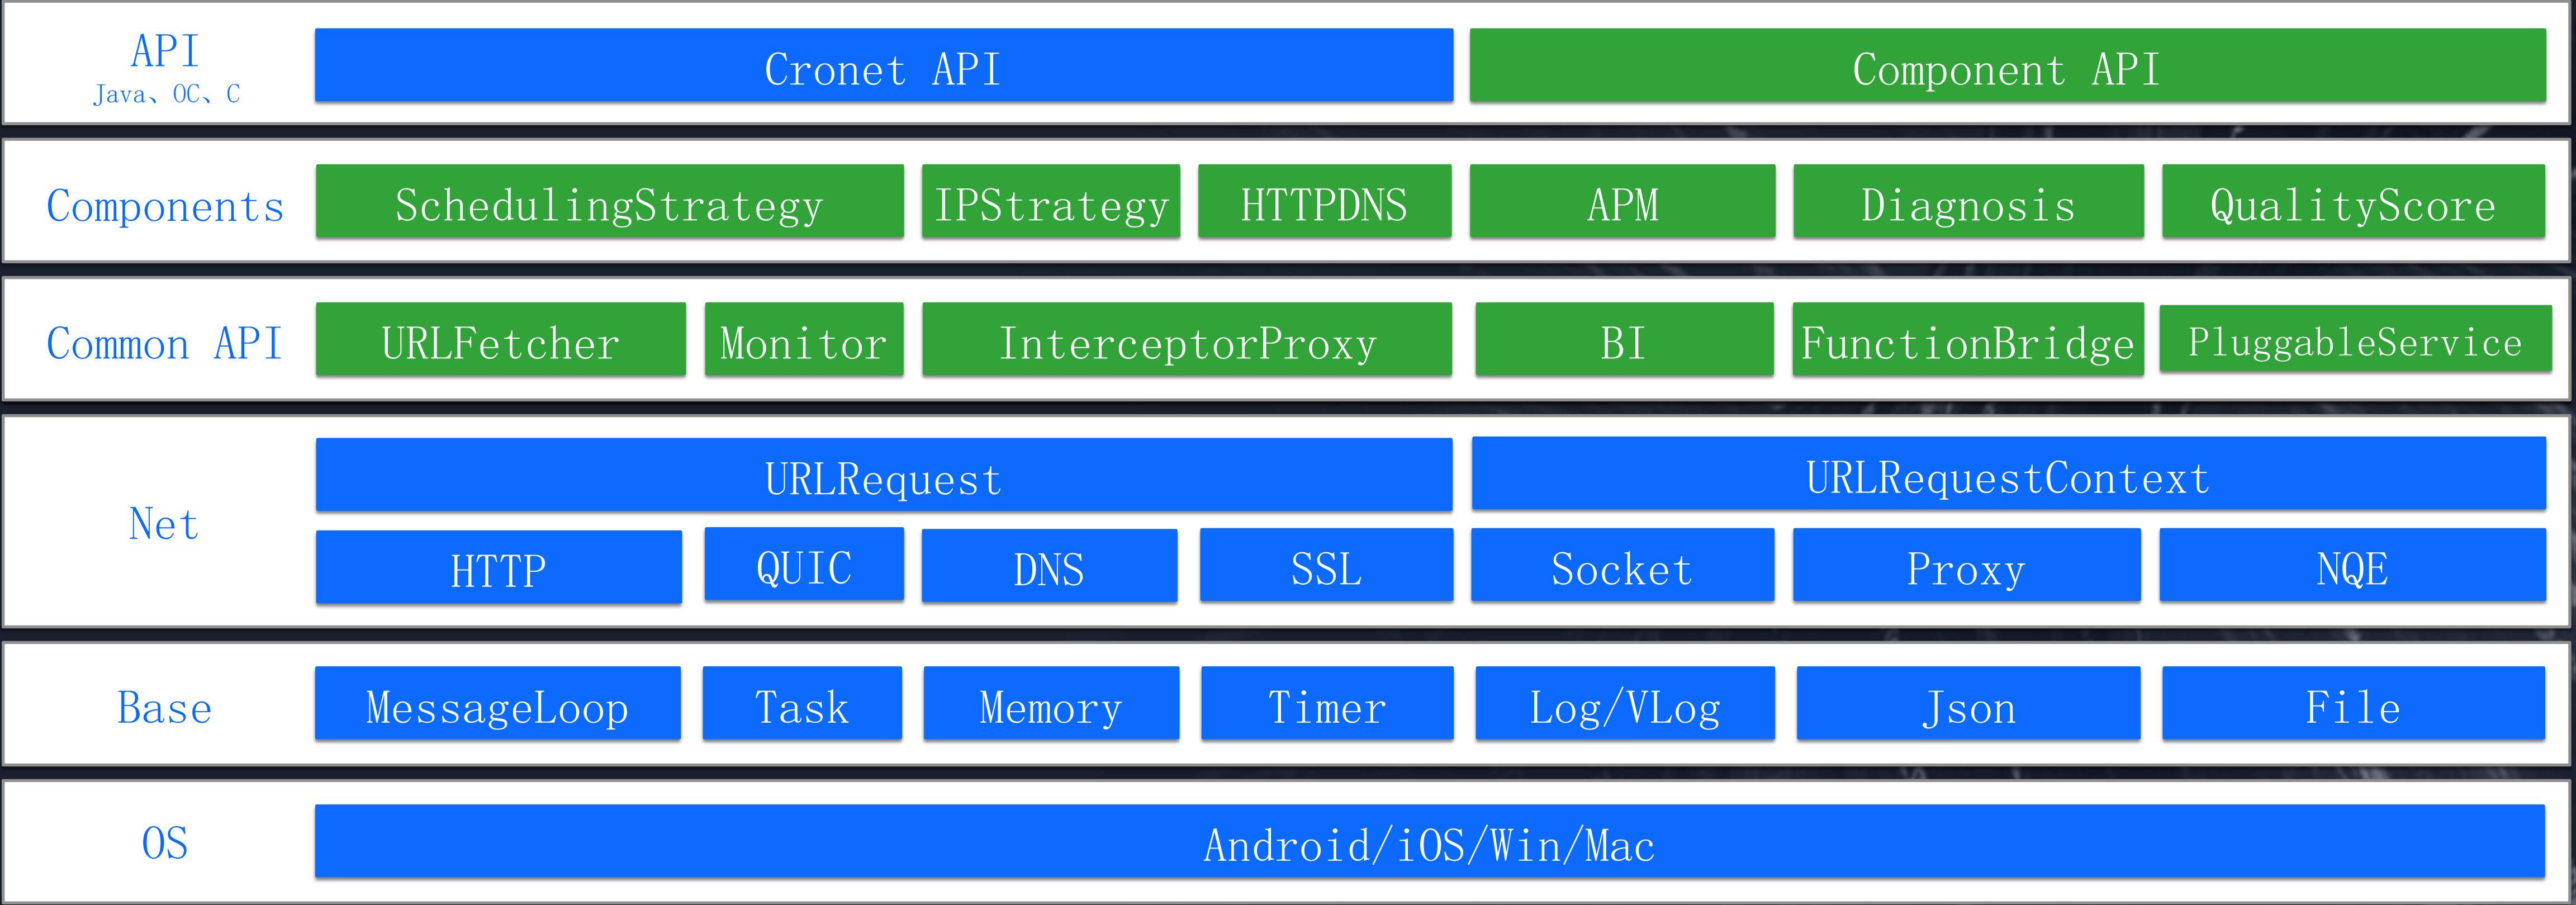 API
Java、OC、C
Cronet API
Component API
Components
SchedulingStrategy
IPStrategy
HTTPDNS
APM
Diagnosis
QualityScore
Common API
URLFetcher
Monitor
InterceptorProxy
BI
FunctionBridge
PluggableService
Net
URLRequest
URLRequestContext
HTTP
QUIC
DNS
SSL
Socket
Proxy
NQE
Base
MessageLoop
Task
Memory
Timer
Log/VLog
Json
File
OS
Android/iOS/Win/Mac